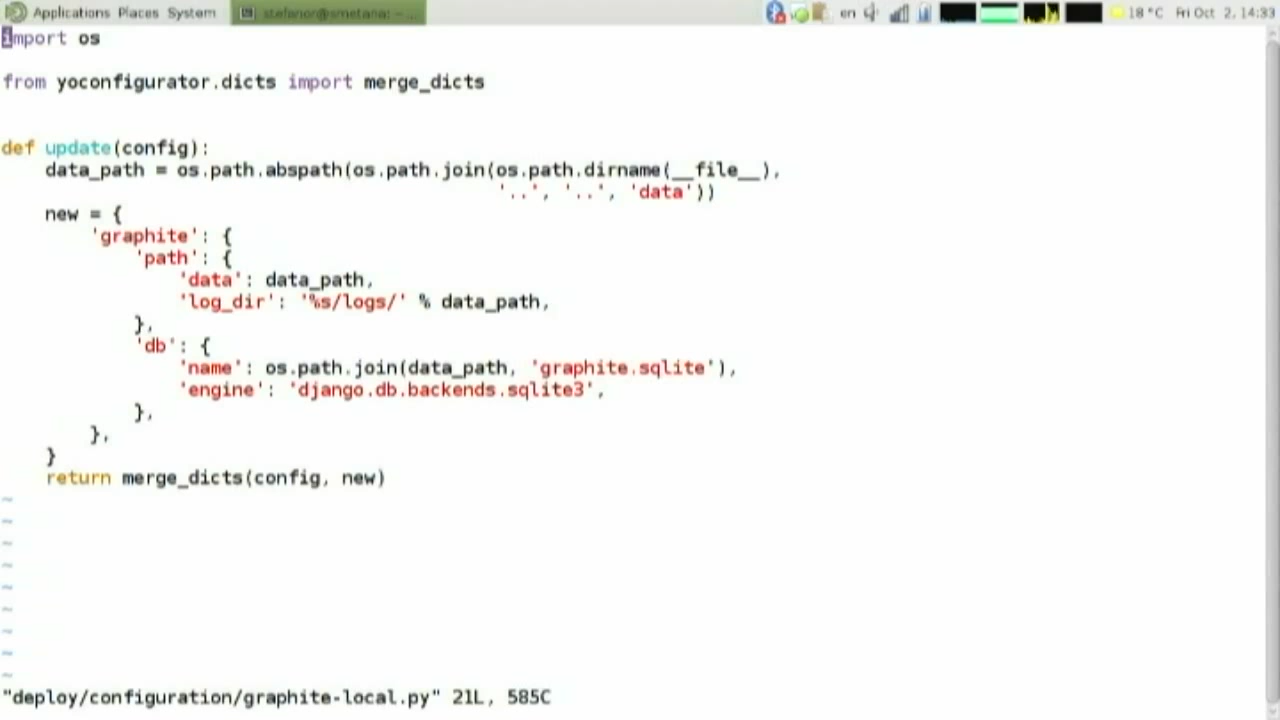 Applications Places System stefanor@smetana: ~ en 18 °C Fri Oct 2, 14:33
import os
from yoconfigurator.dicts import merge_dicts
def update(config):
    data_path = os.path.abspath(os.path.join(os.path.dirname(__file__),
                                             '..', '..', 'data'))
    new = {
        'graphite': {
            'path': {
                'data': data_path,
                'log_dir': '%s/logs/' % data_path,
            },
            'db': {
                'name': os.path.join(data_path, 'graphite.sqlite'),
                'engine': 'django.db.backends.sqlite3',
            },
        },
    }
    return merge_dicts(config, new)
~
~
~
~
~
~
~
~
~
"deploy/configuration/graphite-local.py" 21L, 585C